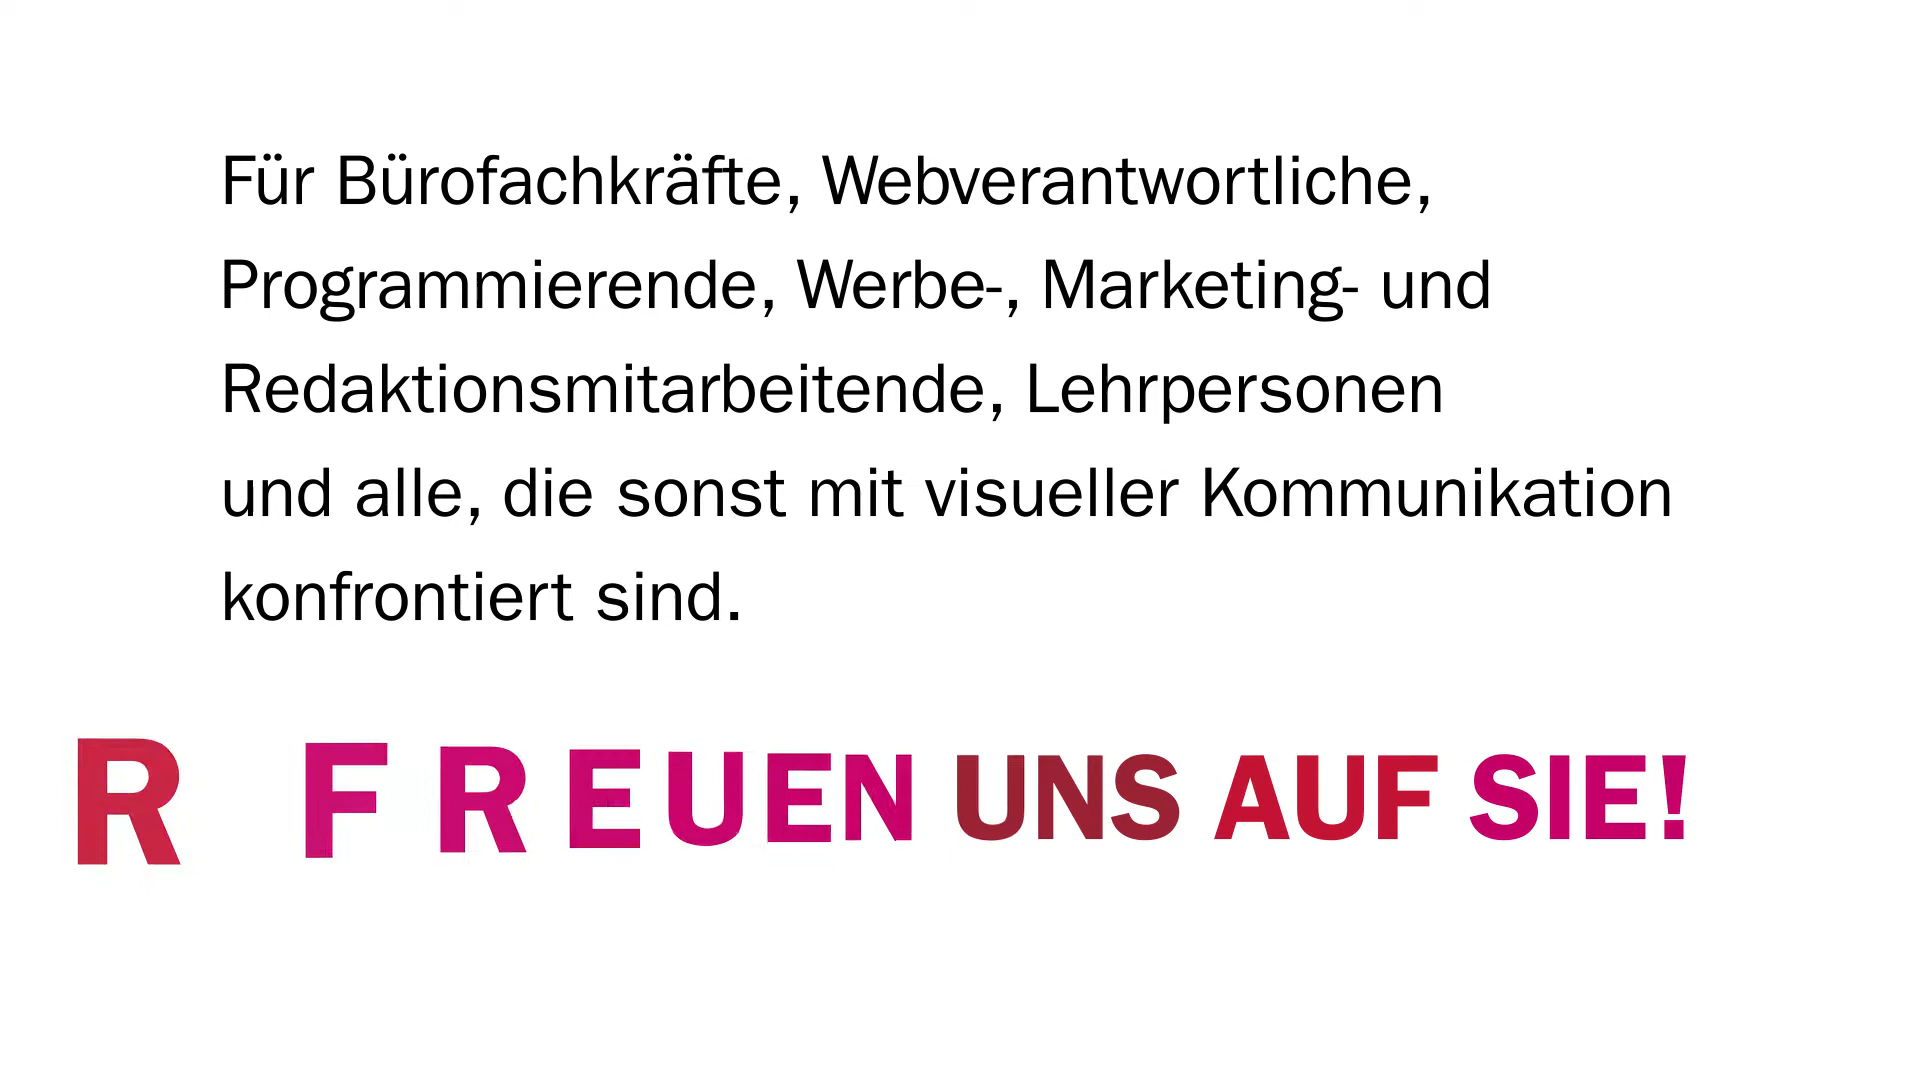 Für Bürofachkräfte, Webverantwortliche,
Programmierende, Werbe-, Marketing- und
Redaktionsmitarbeitende, Lehrpersonen
und alle, die sonst mit visueller Kommunikation
konfrontiert sind.
R FREUEN UNS AUF SIE!